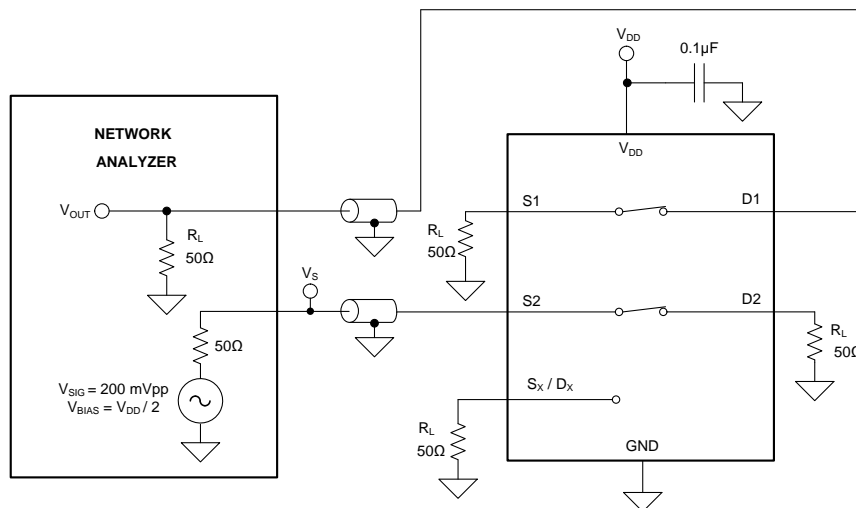 V_DD
0.1µF
NETWORK
ANALYZER
V_DD
V_OUT
S1
D1
R_L
50Ω
R_L
50Ω
V_S
S2
D2
50Ω
R_L
50Ω
V_SIG = 200 mVpp
V_BIAS = V_DD / 2
S_X / D_X
R_L
50Ω
GND